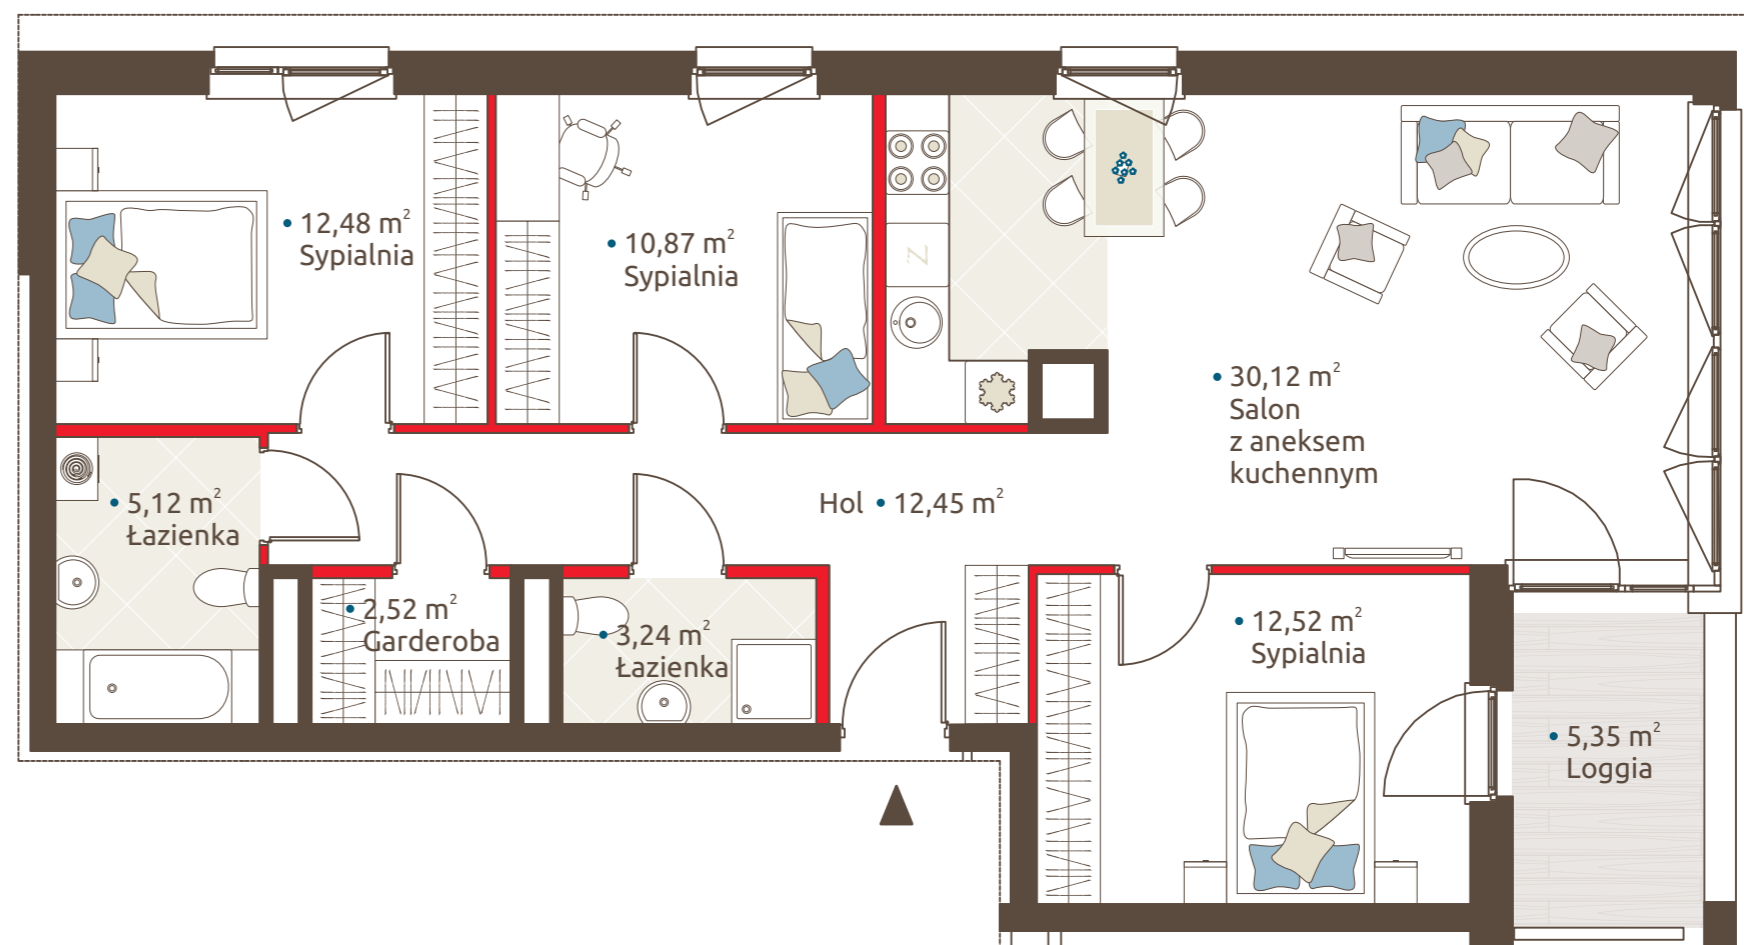 • 12,48 m²
Sypialnia
• 10,87 m²
Sypialnia
Z
• 30,12 m²
Salon
z aneksem
kuchennym
• 5,12 m²
Łazienka
Hol • 12,45 m²
• 2,52 m²
Garderoba
• 3,24 m²
Łazienka
• 12,52 m²
Sypialnia
• 5,35 m²
Loggia